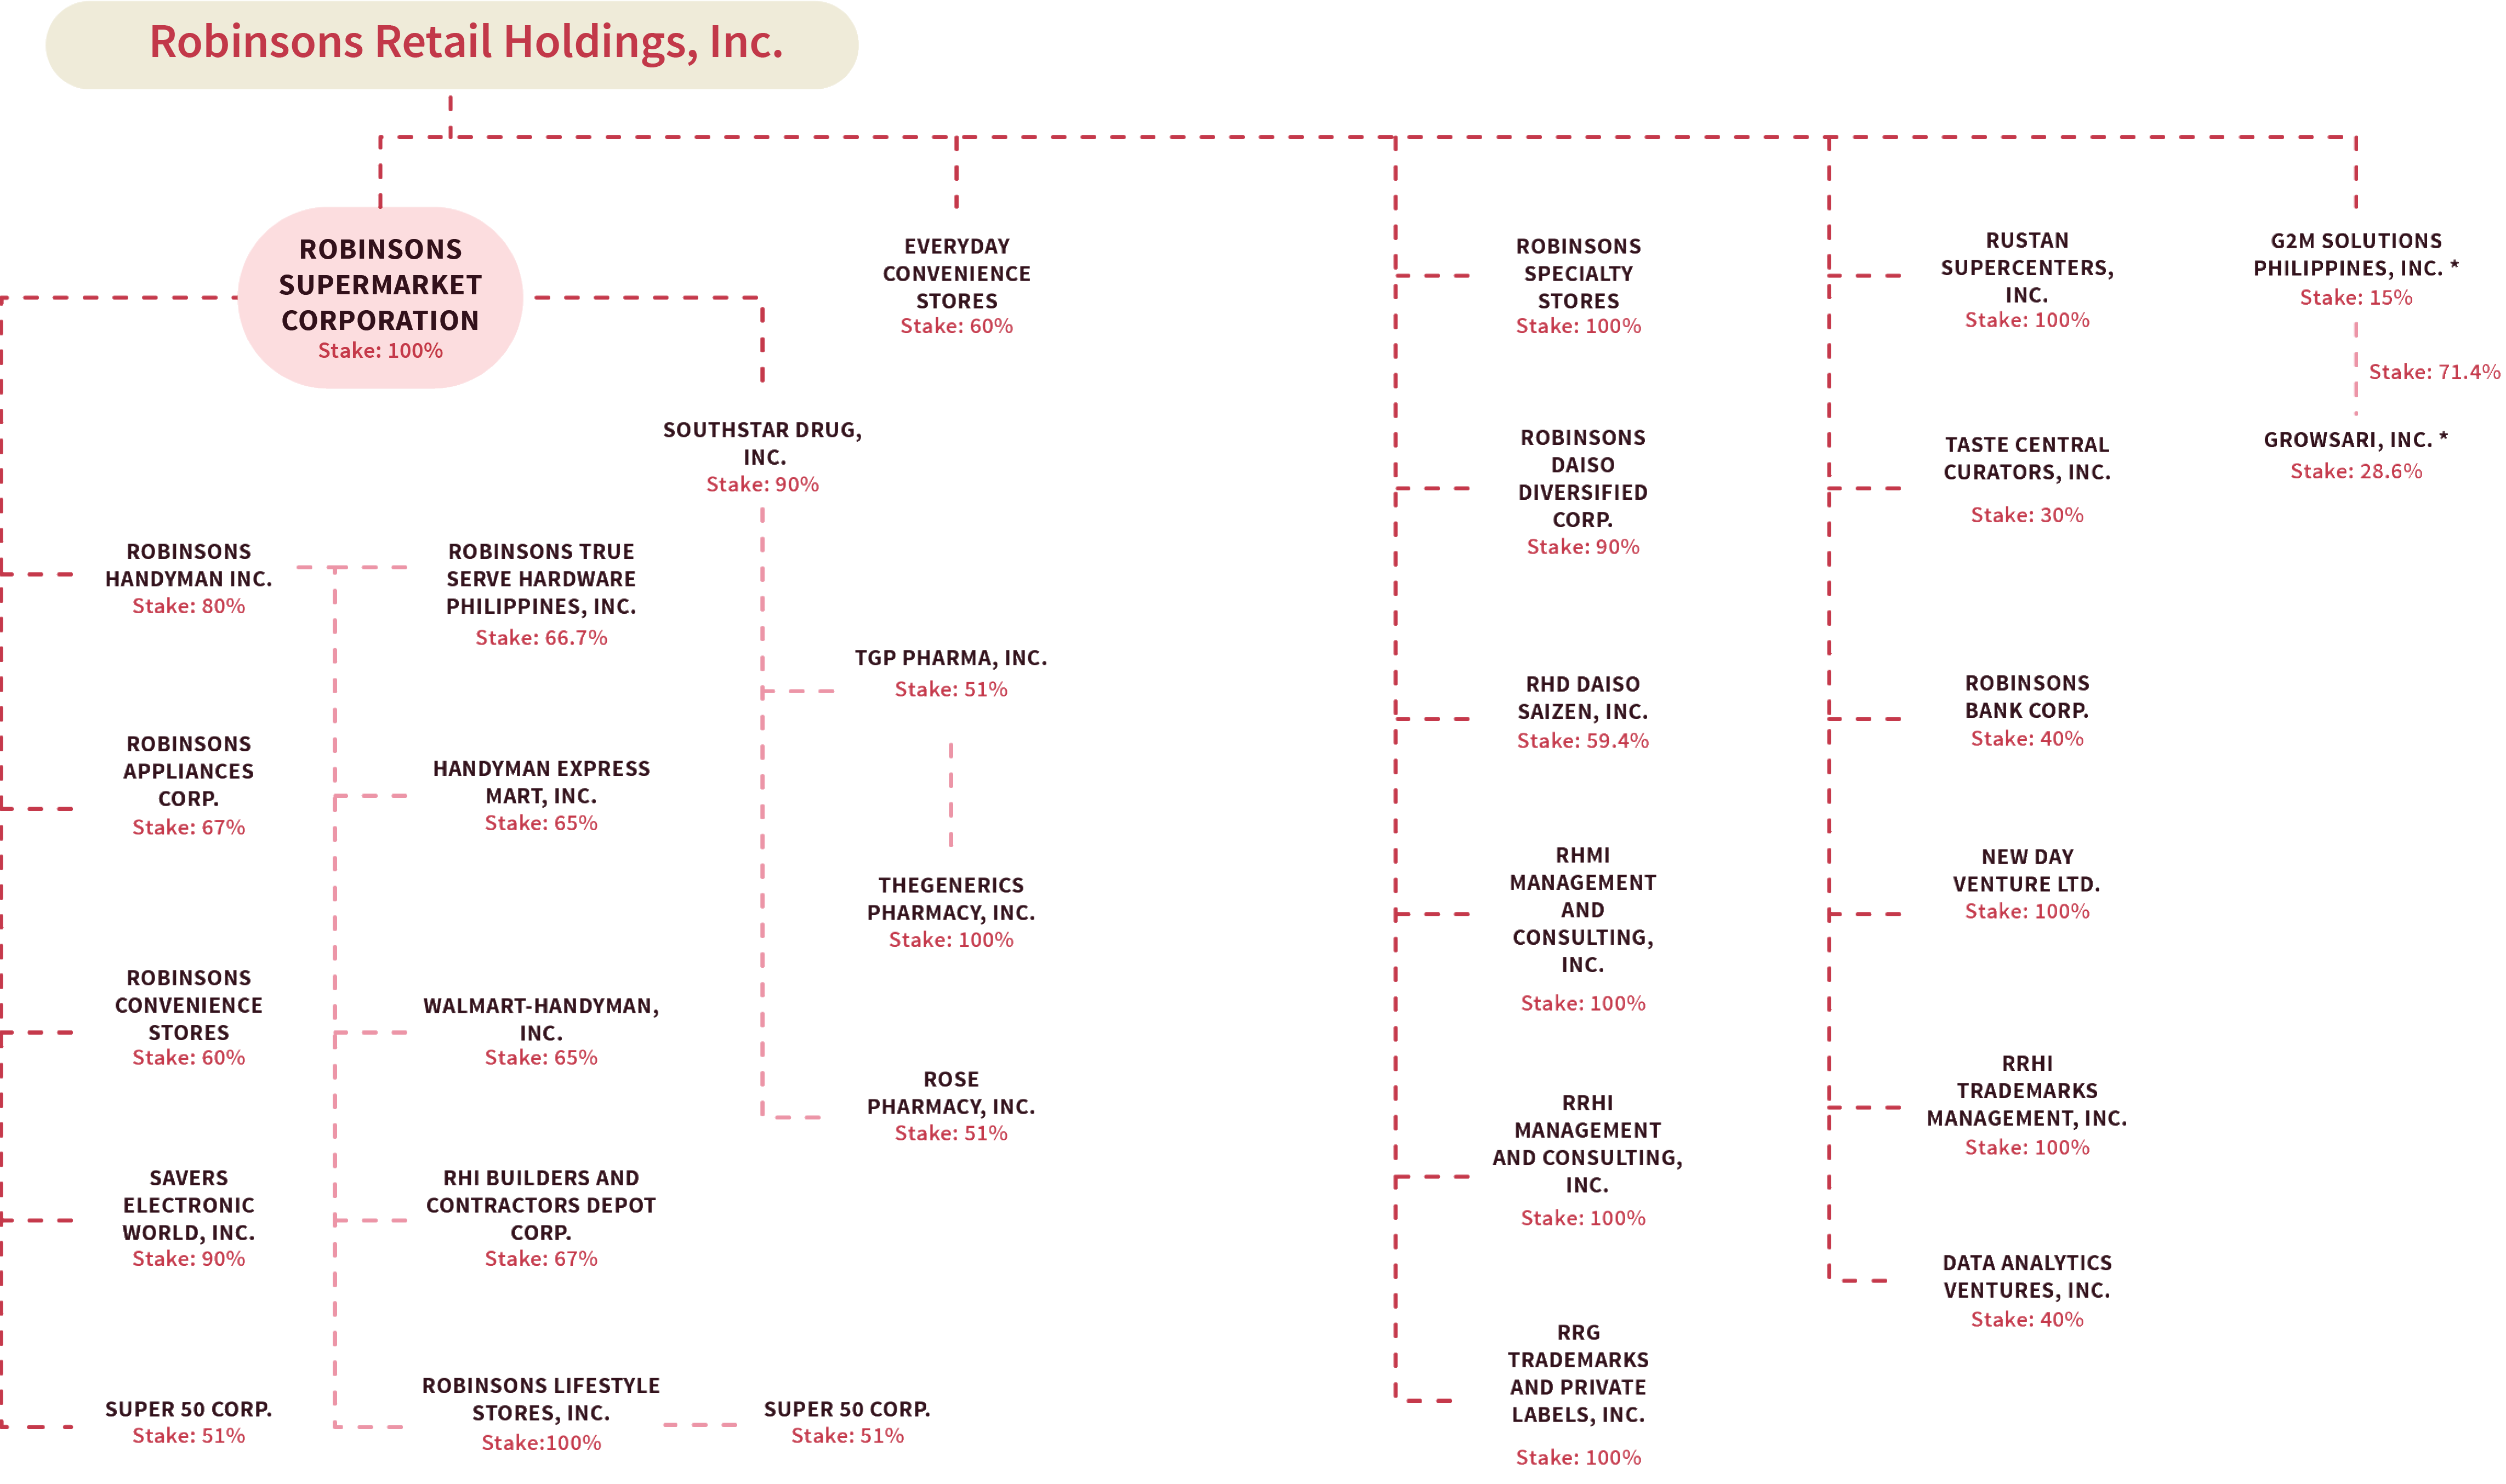 Robinsons Retail Holdings, Inc.
ROBINSONS
SUPERMARKET
CORPORATION
Stake: 100%
EVERYDAY
CONVENIENCE
STORES
Stake: 60%
SOUTHSTAR DRUG,
INC.
Stake: 90%
ROBINSONS
HANDYMAN INC.
Stake: 80%
ROBINSONS
APPLIANCES
CORP.
Stake: 67%
ROBINSONS
CONVENIENCE
STORES
Stake: 60%
SAVERS
ELECTRONIC
WORLD, INC.
Stake: 90%
SUPER 50 CORP.
Stake: 51%
ROBINSONS TRUE
SERVE HARDWARE
PHILIPPINES, INC.
Stake: 66.7%
HANDYMAN EXPRESS
MART, INC.
Stake: 65%
WALMART-HANDYMAN,
INC.
Stake: 65%
RHI BUILDERS AND
CONTRACTORS DEPOT
CORP.
Stake: 67%
ROBINSONS LIFESTYLE
STORES, INC.
Stake:100%
SUPER 50 CORP.
Stake: 51%
TGP PHARMA, INC.
Stake: 51%
THEGENERICS
PHARMACY, INC.
Stake: 100%
ROSE
PHARMACY, INC.
Stake: 51%
ROBINSONS
SPECIALTY
STORES
Stake: 100%
ROBINSONS
DAISO
DIVERSIFIED
CORP.
Stake: 90%
RHD DAISO
SAIZEN, INC.
Stake: 59.4%
RHMI
MANAGEMENT
AND
CONSULTING,
INC.
Stake: 100%
RRHI
MANAGEMENT
AND CONSULTING,
INC.
Stake: 100%
RRG
TRADEMARKS
AND PRIVATE
LABELS, INC.
Stake: 100%
RUSTAN
SUPERCENTERS,
INC.
Stake: 100%
TASTE CENTRAL
CURATORS, INC.
Stake: 30%
ROBINSONS
BANK CORP.
Stake: 40%
NEW DAY
VENTURE LTD.
Stake: 100%
RRHI
TRADEMARKS
MANAGEMENT, INC.
Stake: 100%
DATA ANALYTICS
VENTURES, INC.
Stake: 40%
G2M SOLUTIONS
PHILIPPINES, INC. *
Stake: 15%
Stake: 71.4%
GROWSARI, INC. *
Stake: 28.6%